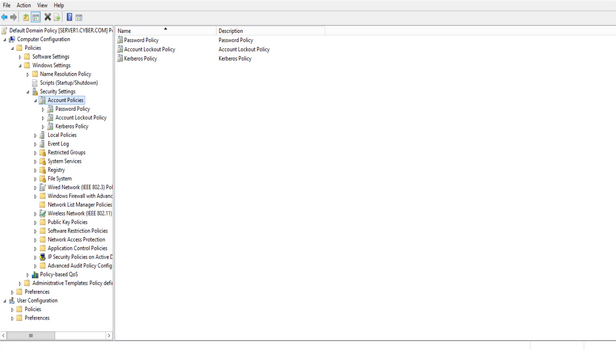 File Action View Help
Default Domain Policy [SERVER1.CYBER.COM] P
Computer Configuration
Policies
Software Settings
Windows Settings
Name Resolution Policy
Scripts (Startup/Shutdown)
Security Settings
Account Policies
Password Policy
Account Lockout Policy
Kerberos Policy
Local Policies
Event Log
Restricted Groups
System Services
Registry
File System
Wired Network (IEEE 802.3) Pol
Windows Firewall with Advanc
Network List Manager Policies
Wireless Network (IEEE 802.11)
Public Key Policies
Software Restriction Policies
Network Access Protection
Application Control Policies
IP Security Policies on Active D
Advanced Audit Policy Config
Policy-based QoS
Administrative Templates: Policy defi
Preferences
User Configuration
Policies
Preferences
Name Description
Password Policy Password Policy
Account Lockout Policy Account Lockout Policy
Kerberos Policy Kerberos Policy